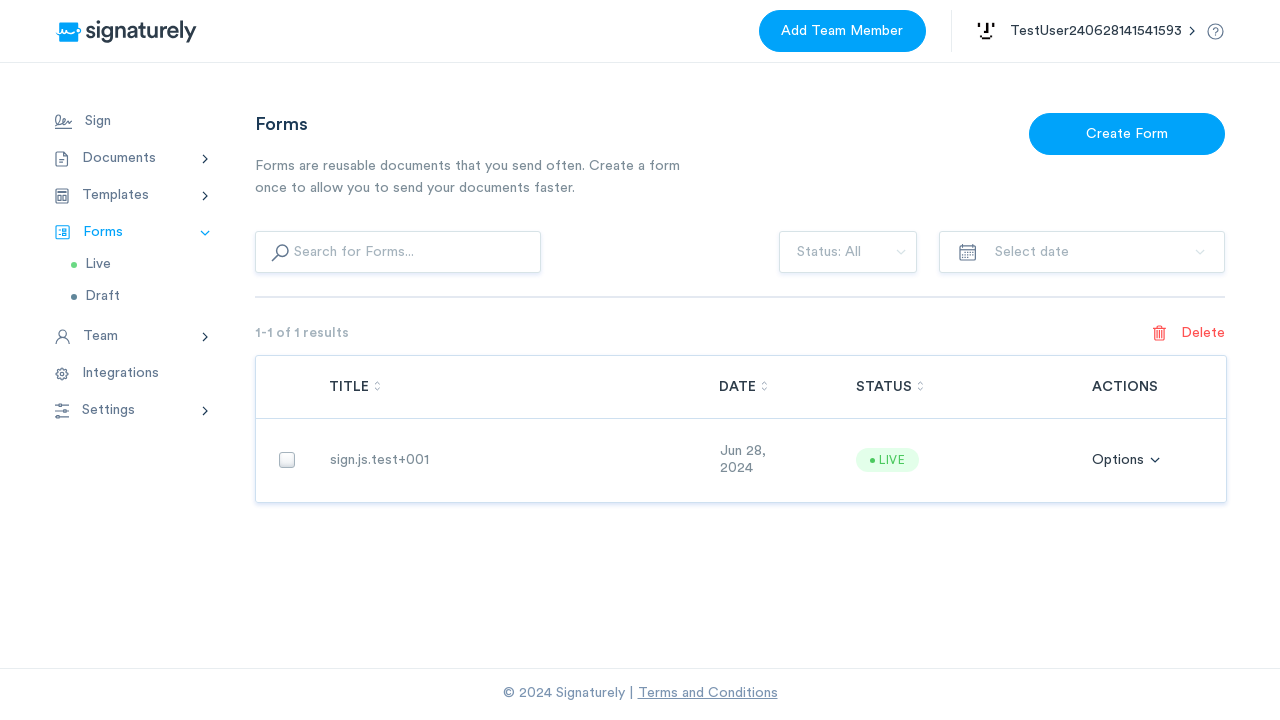 signaturely
Add Team Member
TestUser240628141541593
Sign
Documents
Templates
Forms
Live
Draft
Team
Integrations
Settings
Forms
Create Form
Forms are reusable documents that you send often. Create a form
once to allow you to send your documents faster.
Search for Forms...
Status: All
Select date
1-1 of 1 results
Delete
TITLE
DATE
STATUS
ACTIONS
sign.js.test+001
Jun 28,
2024
LIVE
Options
© 2024 Signaturely | Terms and Conditions